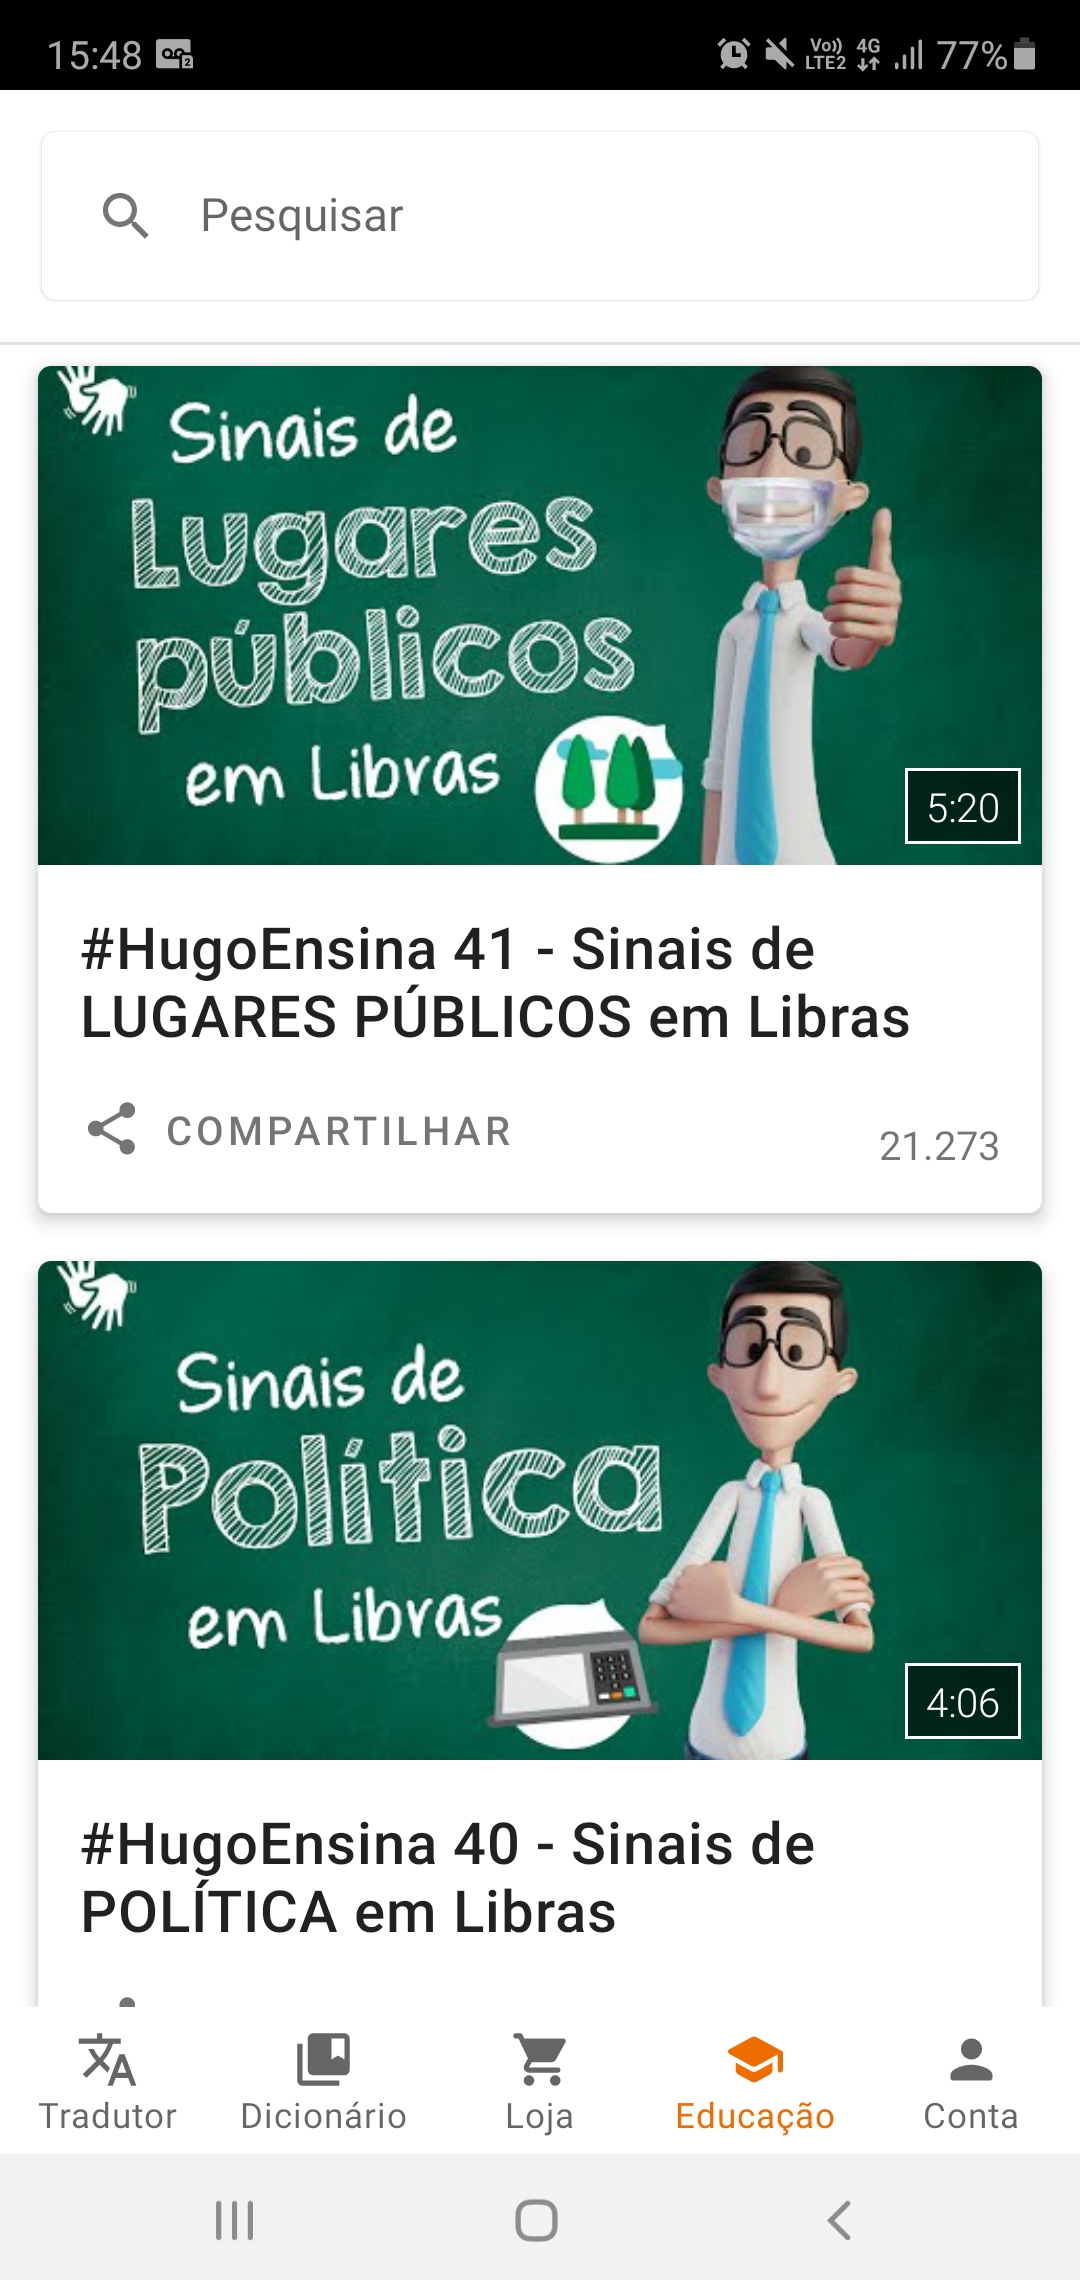 15:48
Vo)) LTE2 4G 77%
Pesquisar
Sinais de
Lugares
públicos
em Libras
5:20
#HugoEnsina 41 - Sinais de
LUGARES PÚBLICOS em Libras
COMPARTILHAR
21.273
Sinais de
Política
em Libras
4:06
#HugoEnsina 40 - Sinais de
POLÍTICA em Libras
Tradutor Dicionário Loja Educação Conta